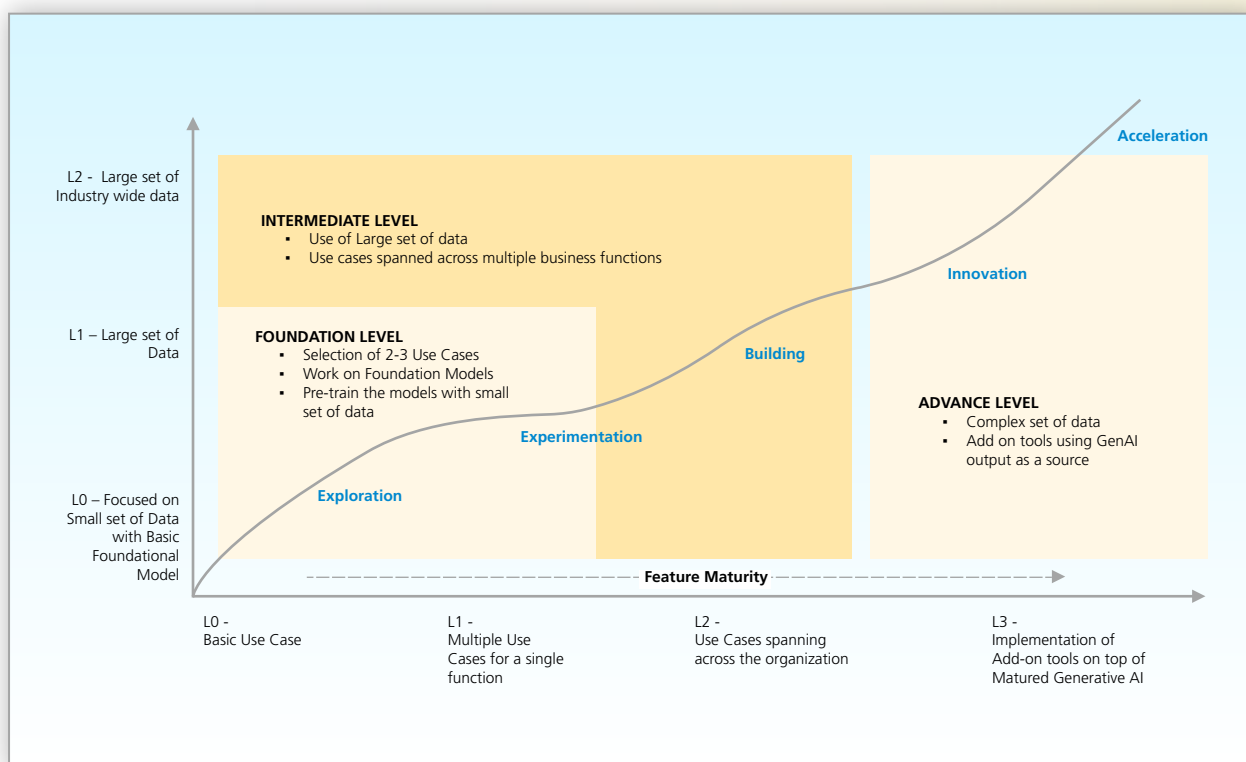 Acceleration
L2 -  Large set of
Industry wide data
INTERMEDIATE LEVEL
▪ Use of Large set of data
▪ Use cases spanned across multiple business functions
Innovation
L1 – Large set of
Data
FOUNDATION LEVEL
▪ Selection of 2-3 Use Cases
▪ Work on Foundation Models
▪ Pre-train the models with small
set of data
Building
Experimentation
ADVANCE LEVEL
▪ Complex set of data
▪ Add on tools using GenAI
output as a source
Exploration
L0 – Focused on
Small set of Data
with Basic
Foundational
Model
Feature Maturity
L0 -
Basic Use Case
L1 -
Multiple Use
Cases for a single
function
L2 -
Use Cases spanning
across the organization
L3 -
Implementation of
Add-on tools on top of
Matured Generative AI